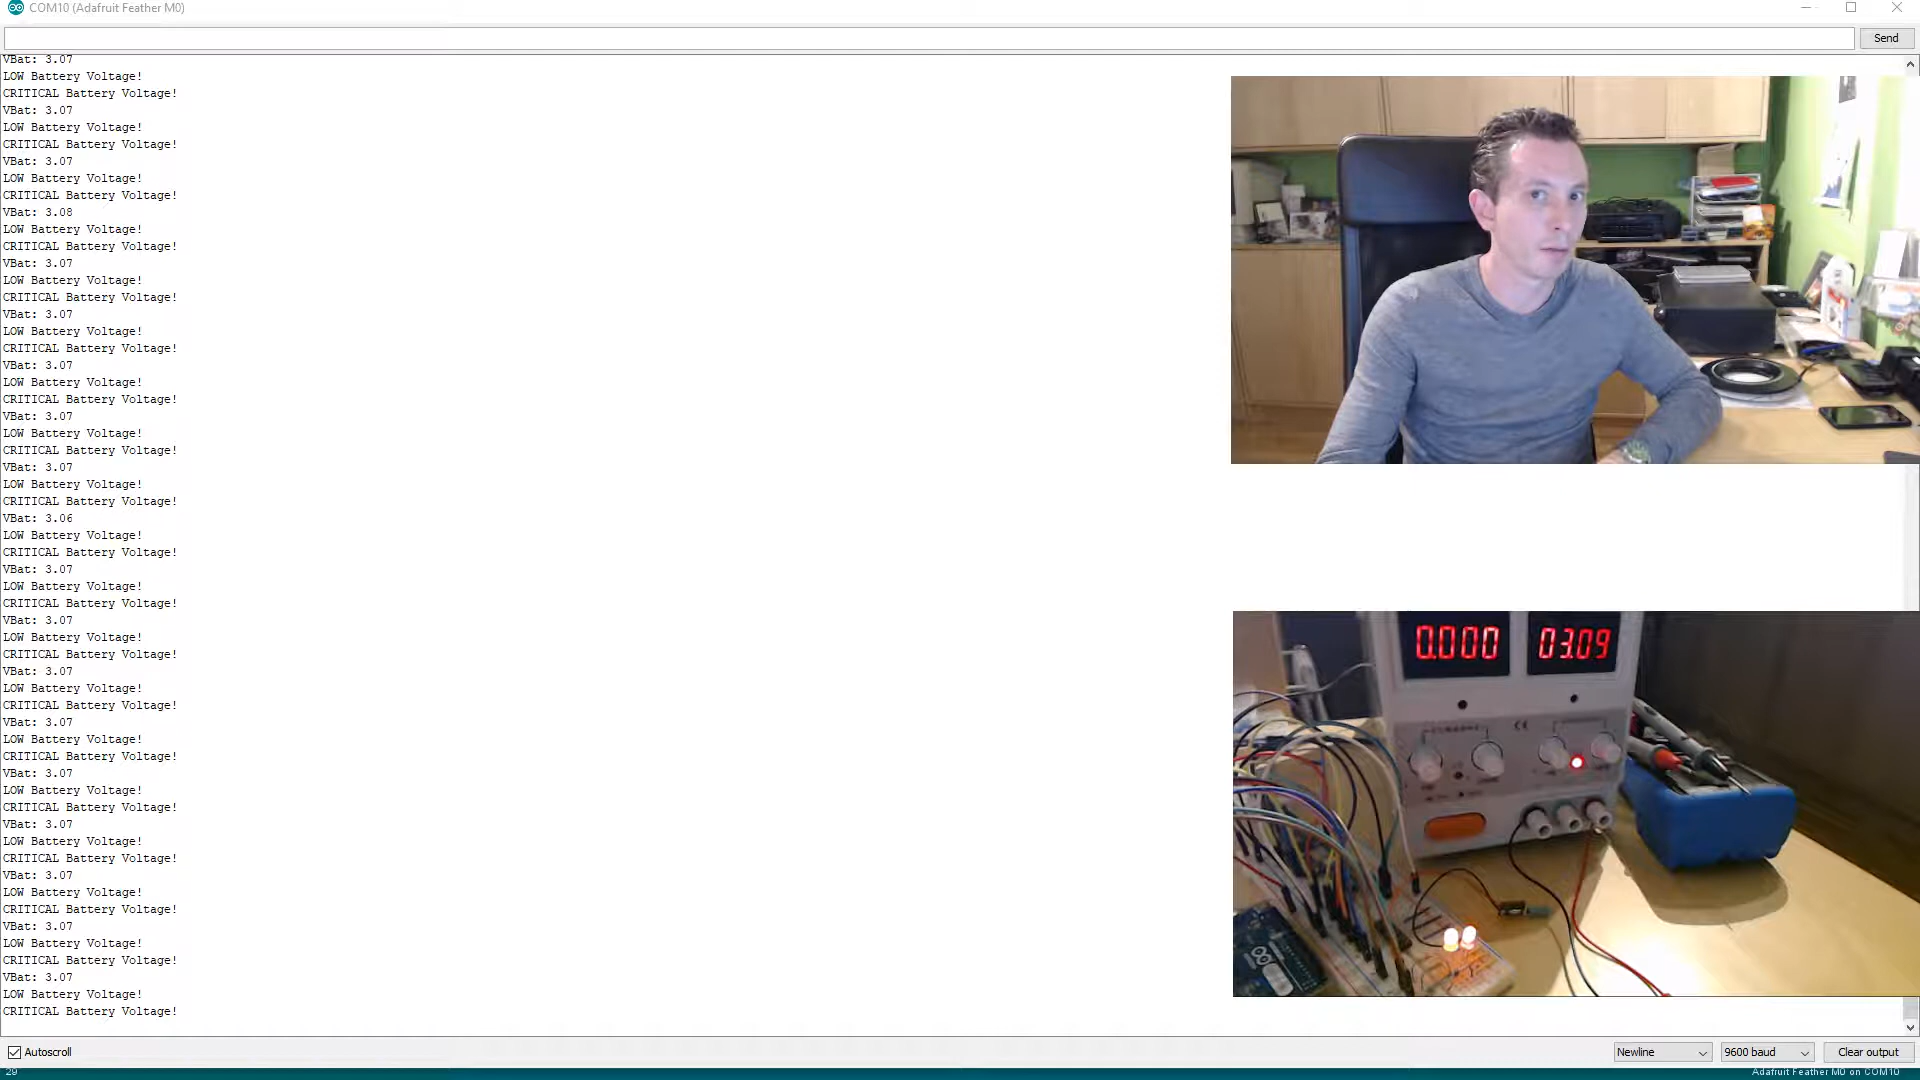 COM10 (Adafruit Feather M0)
Send
VBat: 3.07
LOW Battery Voltage!
CRITICAL Battery Voltage!
VBat: 3.07
LOW Battery Voltage!
CRITICAL Battery Voltage!
VBat: 3.07
LOW Battery Voltage!
CRITICAL Battery Voltage!
VBat: 3.08
LOW Battery Voltage!
CRITICAL Battery Voltage!
VBat: 3.07
LOW Battery Voltage!
CRITICAL Battery Voltage!
VBat: 3.07
LOW Battery Voltage!
CRITICAL Battery Voltage!
VBat: 3.07
LOW Battery Voltage!
CRITICAL Battery Voltage!
VBat: 3.07
LOW Battery Voltage!
CRITICAL Battery Voltage!
VBat: 3.07
LOW Battery Voltage!
CRITICAL Battery Voltage!
VBat: 3.06
LOW Battery Voltage!
CRITICAL Battery Voltage!
VBat: 3.07
LOW Battery Voltage!
CRITICAL Battery Voltage!
VBat: 3.07
LOW Battery Voltage!
CRITICAL Battery Voltage!
VBat: 3.07
LOW Battery Voltage!
CRITICAL Battery Voltage!
VBat: 3.07
LOW Battery Voltage!
CRITICAL Battery Voltage!
VBat: 3.07
LOW Battery Voltage!
CRITICAL Battery Voltage!
VBat: 3.07
LOW Battery Voltage!
CRITICAL Battery Voltage!
VBat: 3.07
LOW Battery Voltage!
CRITICAL Battery Voltage!
VBat: 3.07
LOW Battery Voltage!
CRITICAL Battery Voltage!
VBat: 3.07
LOW Battery Voltage!
CRITICAL Battery Voltage!
0.000 03.09
CE
Autoscroll
Newline
9600 baud
Clear output
29
Adafruit Feather M0 on COM10